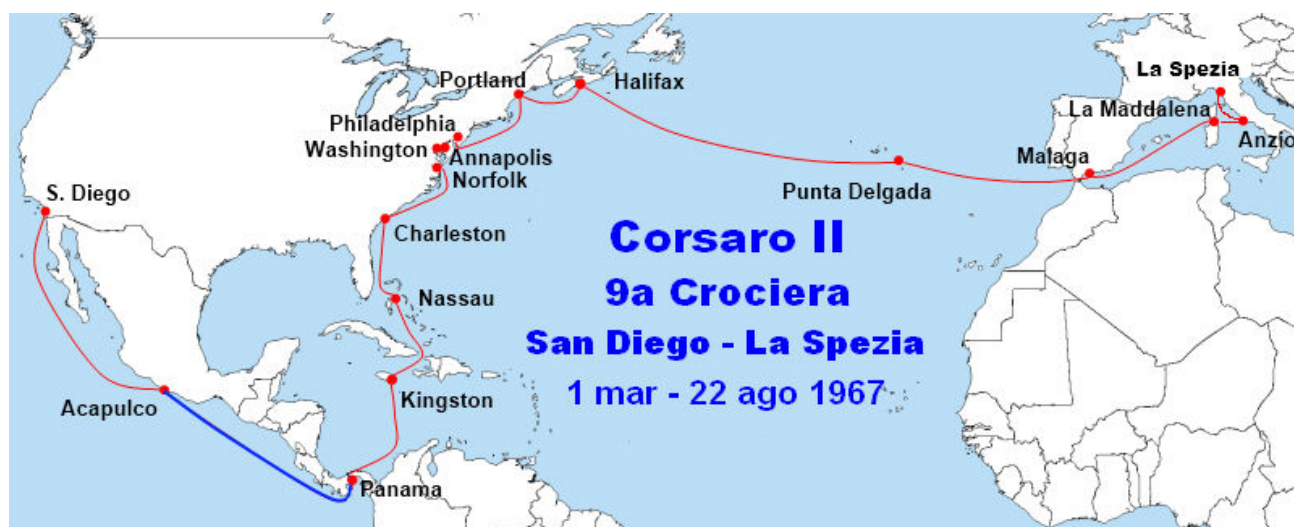 Portland
Halifax
La Spezia
La Maddalena
Anzio
Philadelphia
Washington
Annapolis
Norfolk
Malaga
Punta Delgada
S. Diego
Charleston
Nassau
Corsaro II
9a Crociera
San Diego - La Spezia
1 mar - 22 ago 1967
Acapulco
Kingston
Panama